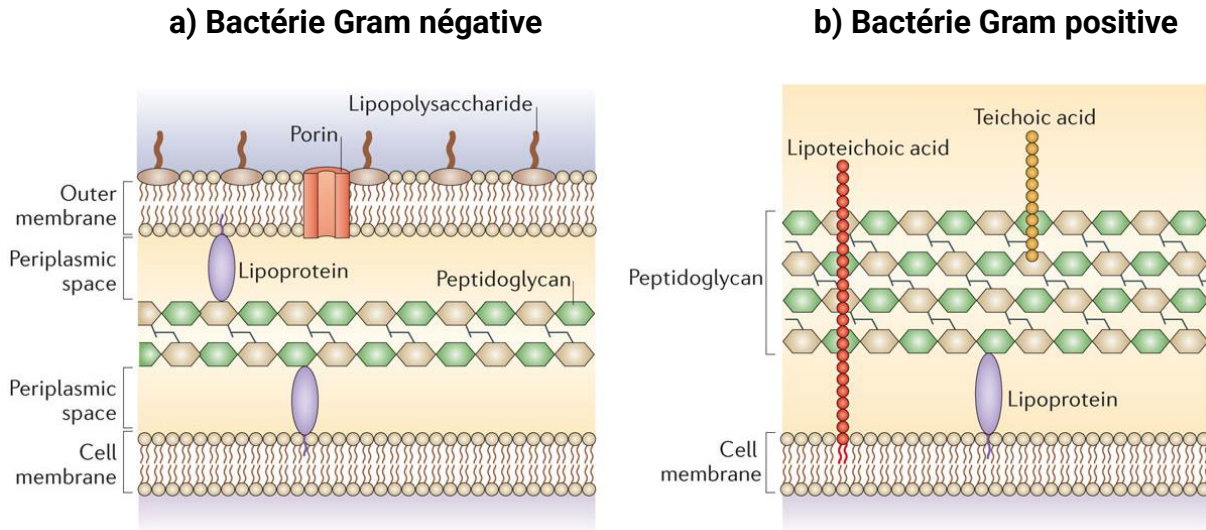 a) Bactérie Gram négative
Lipopolysaccharide
Porin
Outer
membrane
Periplasmic
space
Lipoprotein
Peptidoglycan
Periplasmic
space
Cell
membrane
b) Bactérie Gram positive
Teichoic acid
Lipoteichoic acid
Peptidoglycan
Lipoprotein
Cell
membrane